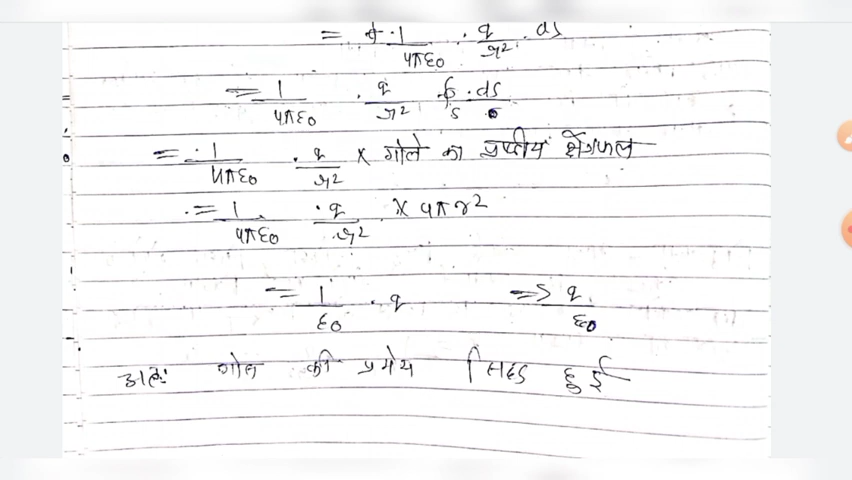 = ∮ 1/4πε0 . q/r² . ds
= 1/4πε0 . q/r² ∮s . ds
= 1/4πε0 . q/r² × गोले का पृष्ठीय क्षेत्रफल
= 1/4πε0 . q/r² × 4πr²
= 1/ε0 . q => q/ε0
अतः गोस की प्रमेय सिद्ध हुई